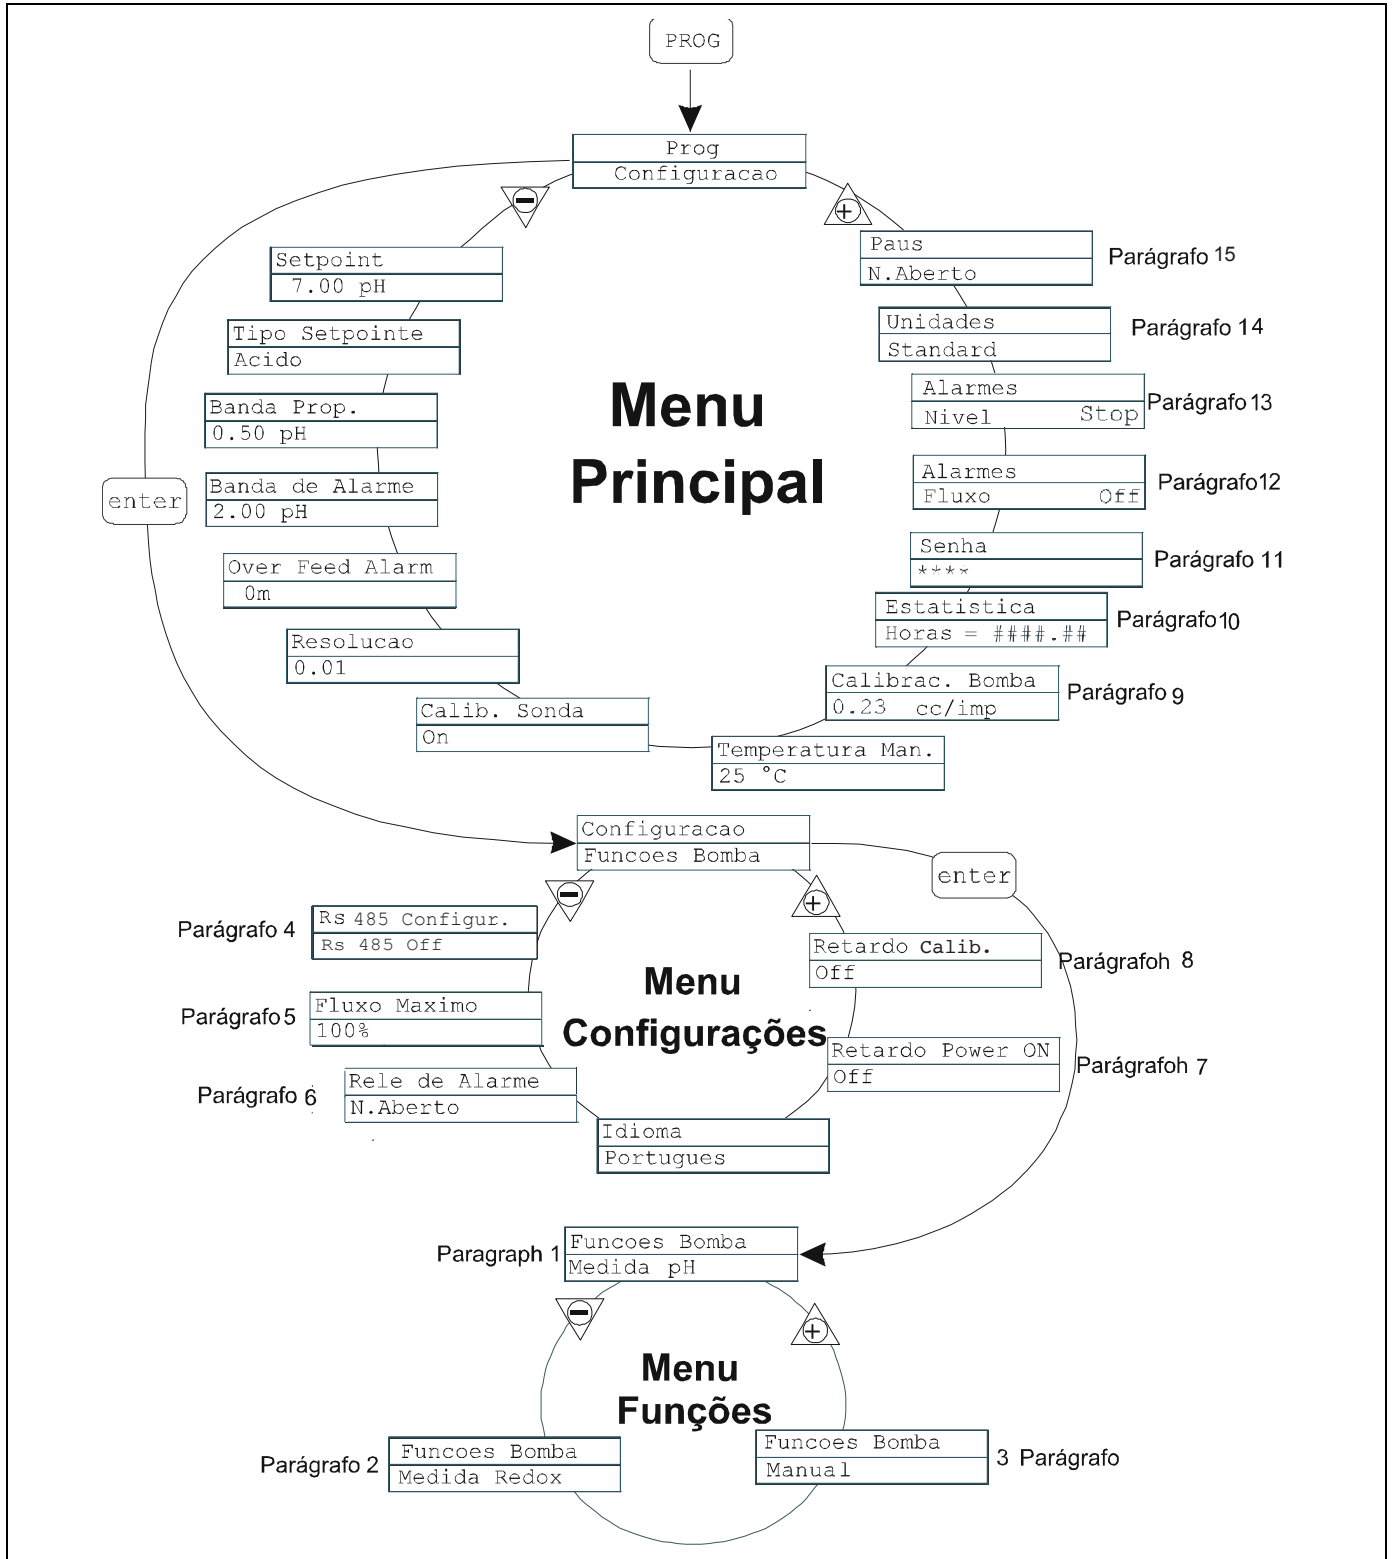 PROG
Prog
Configuracao
Setpoint
7.00 pH
Tipo Setpointe
Acido
Banda Prop.
0.50 pH
Banda de Alarme
2.00 pH
Over Feed Alarm
0m
Resolucao
0.01
Calib. Sonda
On
Temperatura Man.
25 °C
Calibrac. Bomba
0.23 cc/imp
Parágrafo 9
Estatistica
Horas = ####.##
Parágrafo10
Senha
****
Parágrafo 11
Alarmes
Fluxo Off
Parágrafo12
Alarmes
Nivel Stop
Parágrafo13
Unidades
Standard
Parágrafo 14
Paus
N.Aberto
Parágrafo 15
Menu
Principal
enter
Configuracao
Funcoes Bomba
enter
Parágrafo 4
Rs 485 Configur.
Rs 485 Off
Parágrafo 5
Fluxo Maximo
100%
Parágrafo 6
Rele de Alarme
N.Aberto
Idioma
Portugues
Retardo Power ON
Off
Parágrafoh 7
Retardo Calib.
Off
Parágrafoh 8
Menu
Configurações
Paragraph 1
Funcoes Bomba
Medida pH
Menu
Funções
Parágrafo 2
Funcoes Bomba
Medida Redox
Funcoes Bomba
Manual
3 Parágrafo